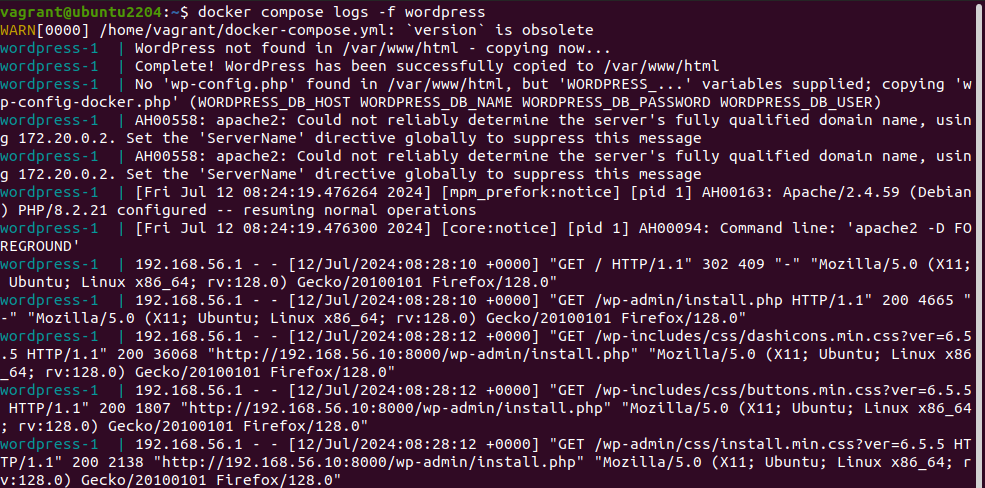 vagrant@ubuntu2204:~$ docker compose logs -f wordpress
WARN[0000] /home/vagrant/docker-compose.yml: `version` is obsolete
wordpress-1  | WordPress not found in /var/www/html - copying now...
wordpress-1  | Complete! WordPress has been successfully copied to /var/www/html
wordpress-1  | No 'wp-config.php' found in /var/www/html, but 'WORDPRESS_...' variables supplied; copying 'w
p-config-docker.php' (WORDPRESS_DB_HOST WORDPRESS_DB_NAME WORDPRESS_DB_PASSWORD WORDPRESS_DB_USER)
wordpress-1  | AH00558: apache2: Could not reliably determine the server's fully qualified domain name, usin
g 172.20.0.2. Set the 'ServerName' directive globally to suppress this message
wordpress-1  | AH00558: apache2: Could not reliably determine the server's fully qualified domain name, usin
g 172.20.0.2. Set the 'ServerName' directive globally to suppress this message
wordpress-1  | [Fri Jul 12 08:24:19.476264 2024] [mpm_prefork:notice] [pid 1] AH00163: Apache/2.4.59 (Debian
) PHP/8.2.21 configured -- resuming normal operations
wordpress-1  | [Fri Jul 12 08:24:19.476300 2024] [core:notice] [pid 1] AH00094: Command line: 'apache2 -D FO
REGROUND'
wordpress-1  | 192.168.56.1 - - [12/Jul/2024:08:28:10 +0000] "GET / HTTP/1.1" 302 409 "-" "Mozilla/5.0 (X11;
 Ubuntu; Linux x86_64; rv:128.0) Gecko/20100101 Firefox/128.0"
wordpress-1  | 192.168.56.1 - - [12/Jul/2024:08:28:10 +0000] "GET /wp-admin/install.php HTTP/1.1" 200 4665 "
-" "Mozilla/5.0 (X11; Ubuntu; Linux x86_64; rv:128.0) Gecko/20100101 Firefox/128.0"
wordpress-1  | 192.168.56.1 - - [12/Jul/2024:08:28:12 +0000] "GET /wp-includes/css/dashicons.min.css?ver=6.5
.5 HTTP/1.1" 200 36068 "http://192.168.56.10:8000/wp-admin/install.php" "Mozilla/5.0 (X11; Ubuntu; Linux x86
_64; rv:128.0) Gecko/20100101 Firefox/128.0"
wordpress-1  | 192.168.56.1 - - [12/Jul/2024:08:28:12 +0000] "GET /wp-includes/css/buttons.min.css?ver=6.5.5
 HTTP/1.1" 200 1807 "http://192.168.56.10:8000/wp-admin/install.php" "Mozilla/5.0 (X11; Ubuntu; Linux x86_64
; rv:128.0) Gecko/20100101 Firefox/128.0"
wordpress-1  | 192.168.56.1 - - [12/Jul/2024:08:28:12 +0000] "GET /wp-admin/css/install.min.css?ver=6.5.5 HT
TP/1.1" 200 2138 "http://192.168.56.10:8000/wp-admin/install.php" "Mozilla/5.0 (X11; Ubuntu; Linux x86_64; r
v:128.0) Gecko/20100101 Firefox/128.0"